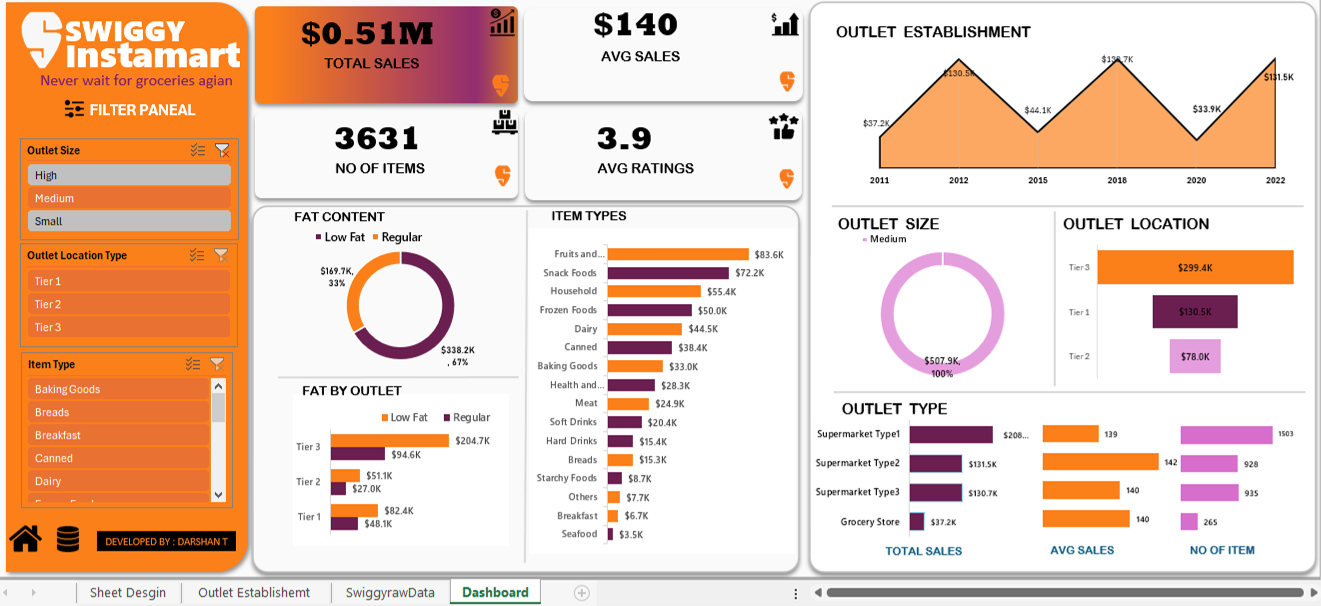 SWIGGY
Instamart
Never wait for groceries agian
FILTER PANEAL
Outlet Size
High
Medium
Small
Outlet Location Type
Tier 1
Tier 2
Tier 3
Item Type
Baking Goods
Breads
Breakfast
Canned
Dairy
DEVELOPED BY : DARSHAN T
$0.51M
TOTAL SALES
$140
AVG SALES
3631
NO OF ITEMS
3.9
AVG RATINGS
FAT CONTENT
Low Fat Regular
$169.7K,
33%
$338.2K
, 67%
FAT BY OUTLET
Low Fat Regular
Tier 3 $204.7K
$94.6K
Tier 2 $51.1K
$27.0K
Tier 1 $82.4K
$48.1K
ITEM TYPES
Fruits and... $83.6K
Snack Foods $72.2K
Household $55.4K
Frozen Foods $50.0K
Dairy $44.5K
Canned $38.4K
Baking Goods $33.0K
Health and... $28.3K
Meat $24.9K
Soft Drinks $20.4K
Hard Drinks $15.4K
Breads $15.3K
Starchy Foods $8.7K
Others $7.7K
Breakfast $6.7K
Seafood $3.5K
OUTLET ESTABLISHMENT
$37.2K
$130.5K
$44.1K
$33.9K
$131.5K
2011 2012 2015 2018 2020 2022
OUTLET SIZE
Medium
$507.9K,
100%
OUTLET LOCATION
Tier 3 $299.4K
Tier 1 $130.5K
Tier 2 $78.0K
OUTLET TYPE
Supermarket Type1 $208... 139 1503
Supermarket Type2 $131.5K 142 928
Supermarket Type3 $130.7K 140 935
Grocery Store $37.2K 140 265
TOTAL SALES AVG SALES NO OF ITEM
Sheet Desgin Outlet Establishemt SwiggyrawData Dashboard